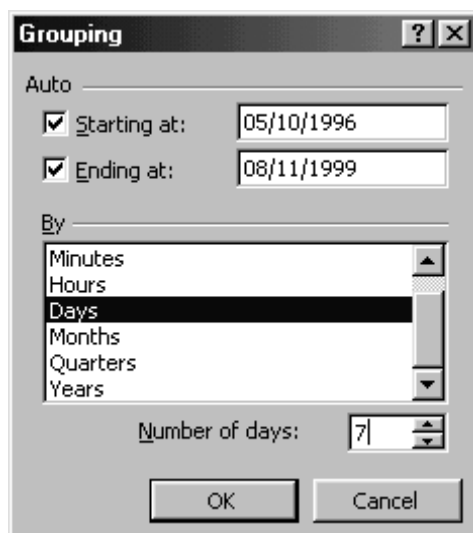 Grouping
Auto
Starting at: 05/10/1996
Ending at: 08/11/1999
By
Minutes
Hours
Days
Months
Quarters
Years
Number of days: 7
OK Cancel